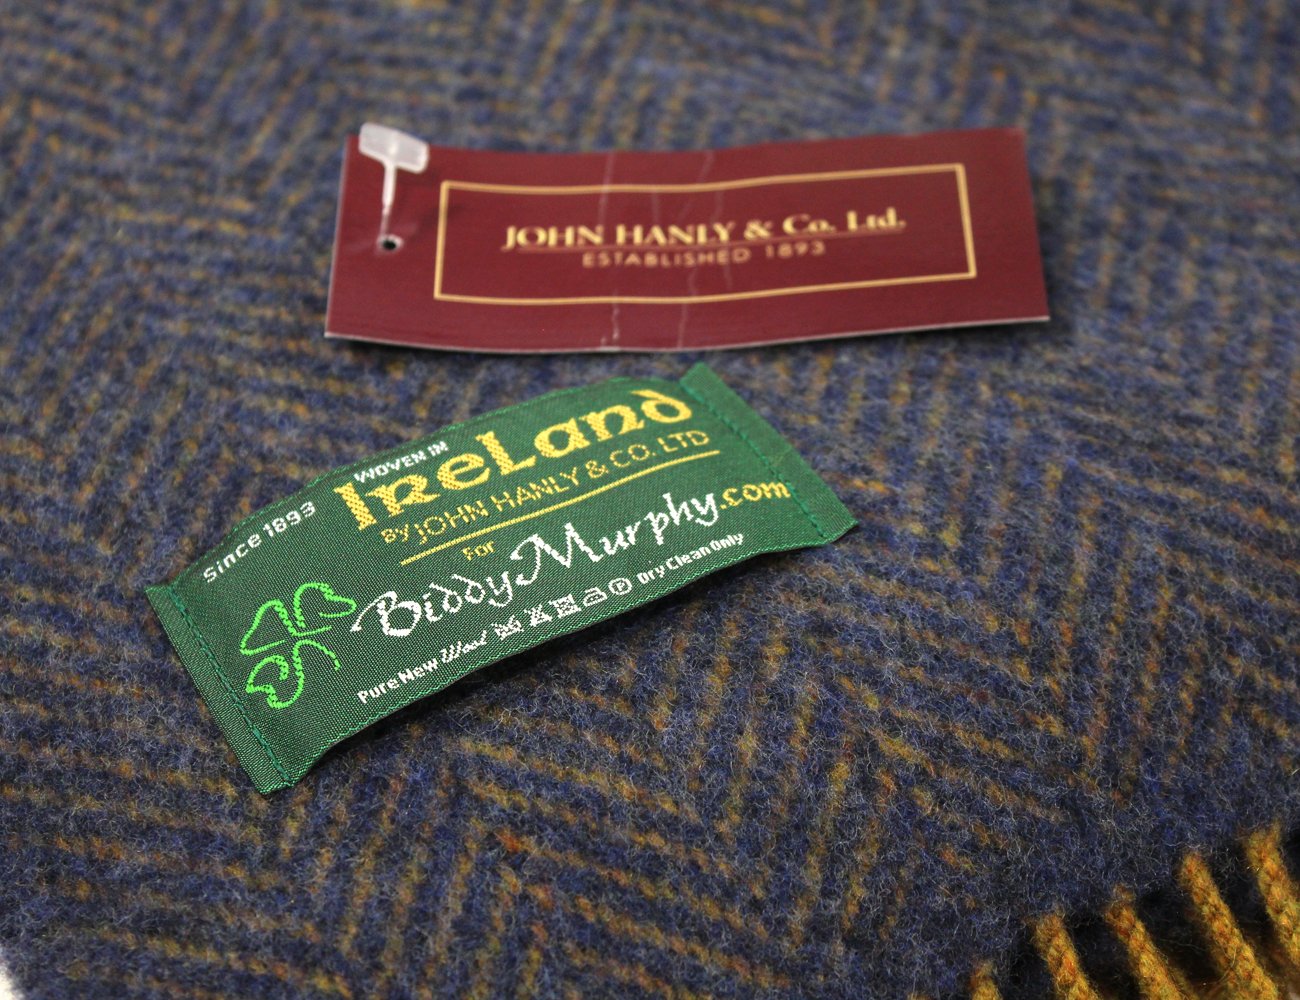 JOHN HANLY & Co. Ltd.
ESTABLISHED 1893
Since 1893
WOVEN IN
IReLand
BY JOHN HANLY & CO. LTD
For
BiddyMurphy.com
Pure New Wool Dry Clean Only